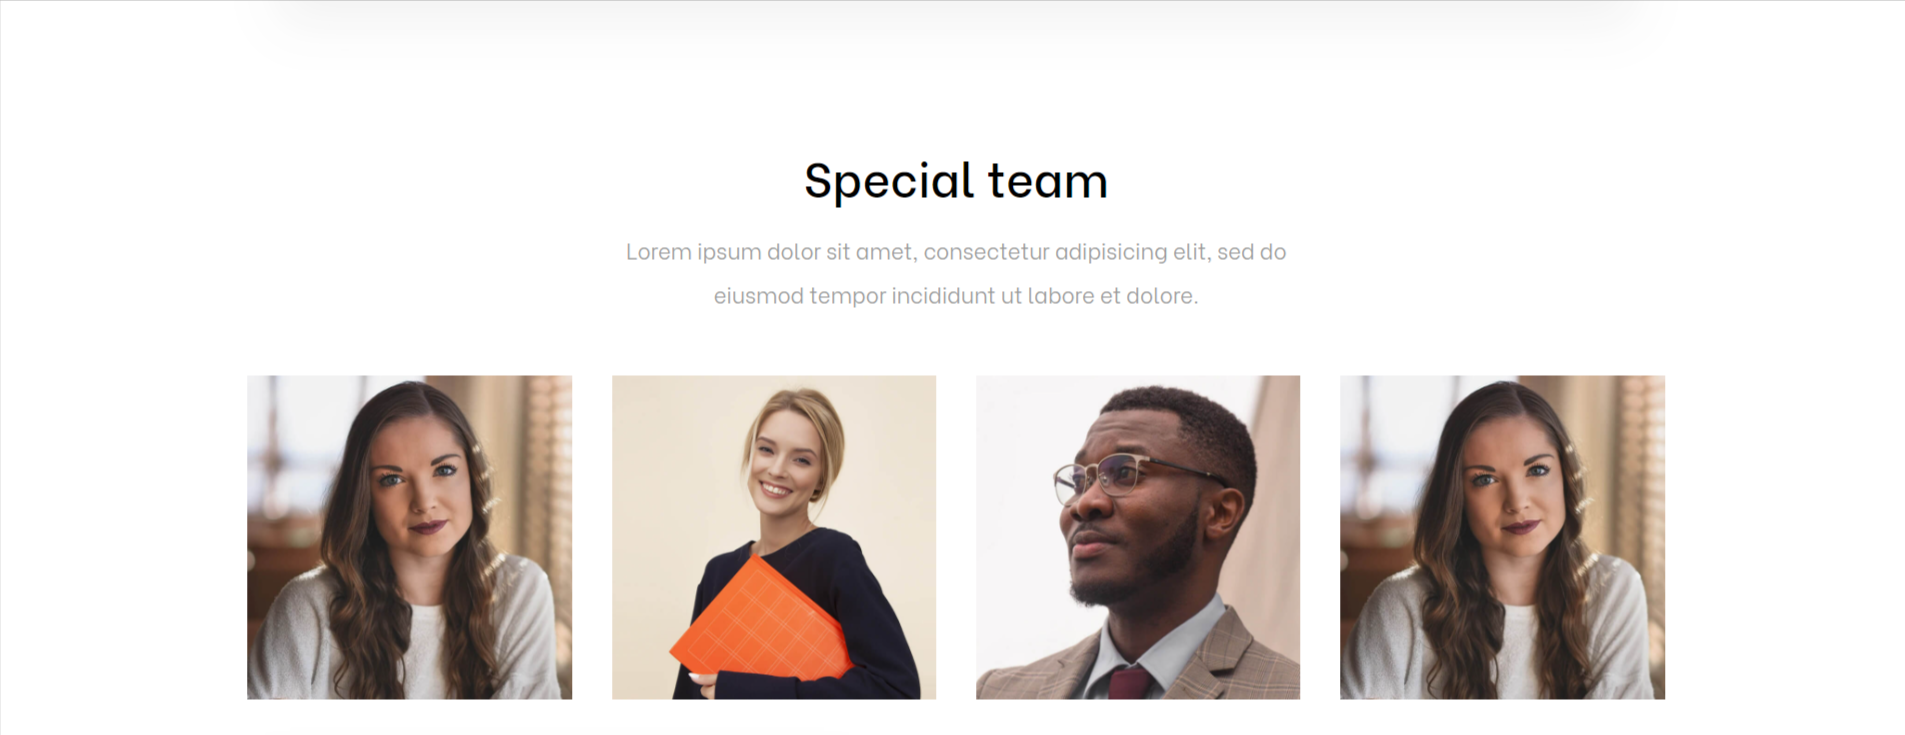 Special team
Lorem ipsum dolor sit amet, consectetur adipisicing elit, sed do
eiusmod tempor incididunt ut labore et dolore.